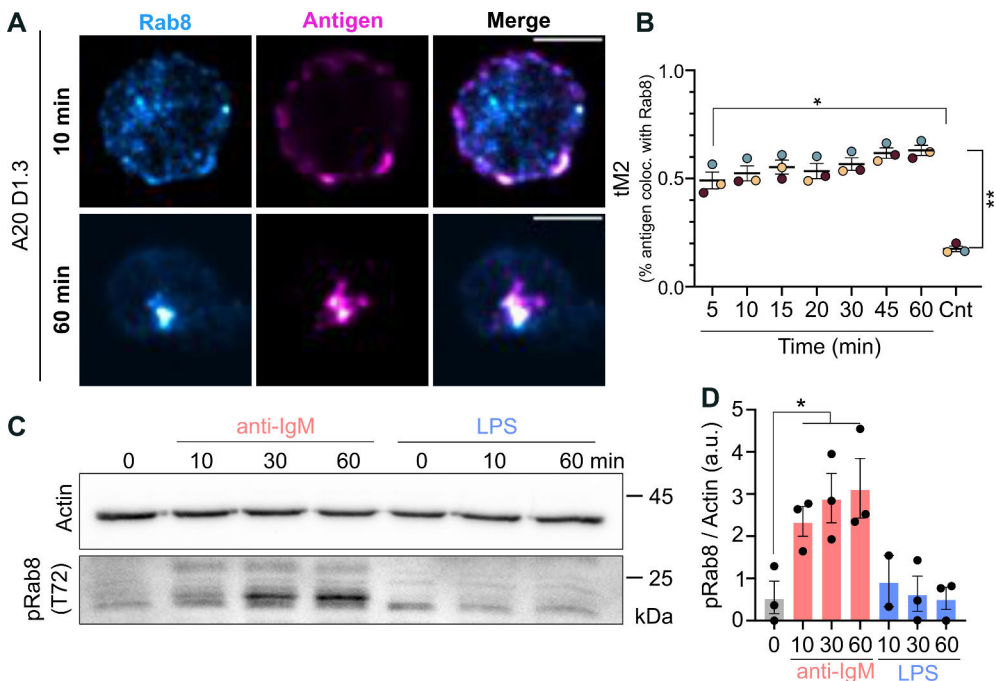 A
Rab8 Antigen Merge
A20 D1.3
10 min
60 min
B
tM2
(% antigen coloc. with Rab8)
1.0
0.5
0.0
*
**
5 10 15 20 30 45 60 Cnt
Time (min)
C
anti-IgM LPS
0 10 30 60 0 10 60 min
Actin
45
pRab8
(T72)
25
kDa
D
pRab8 / Actin (a.u.)
5
4
3
2
1
0
*
0 10 30 60 10 30 60
anti-IgM LPS